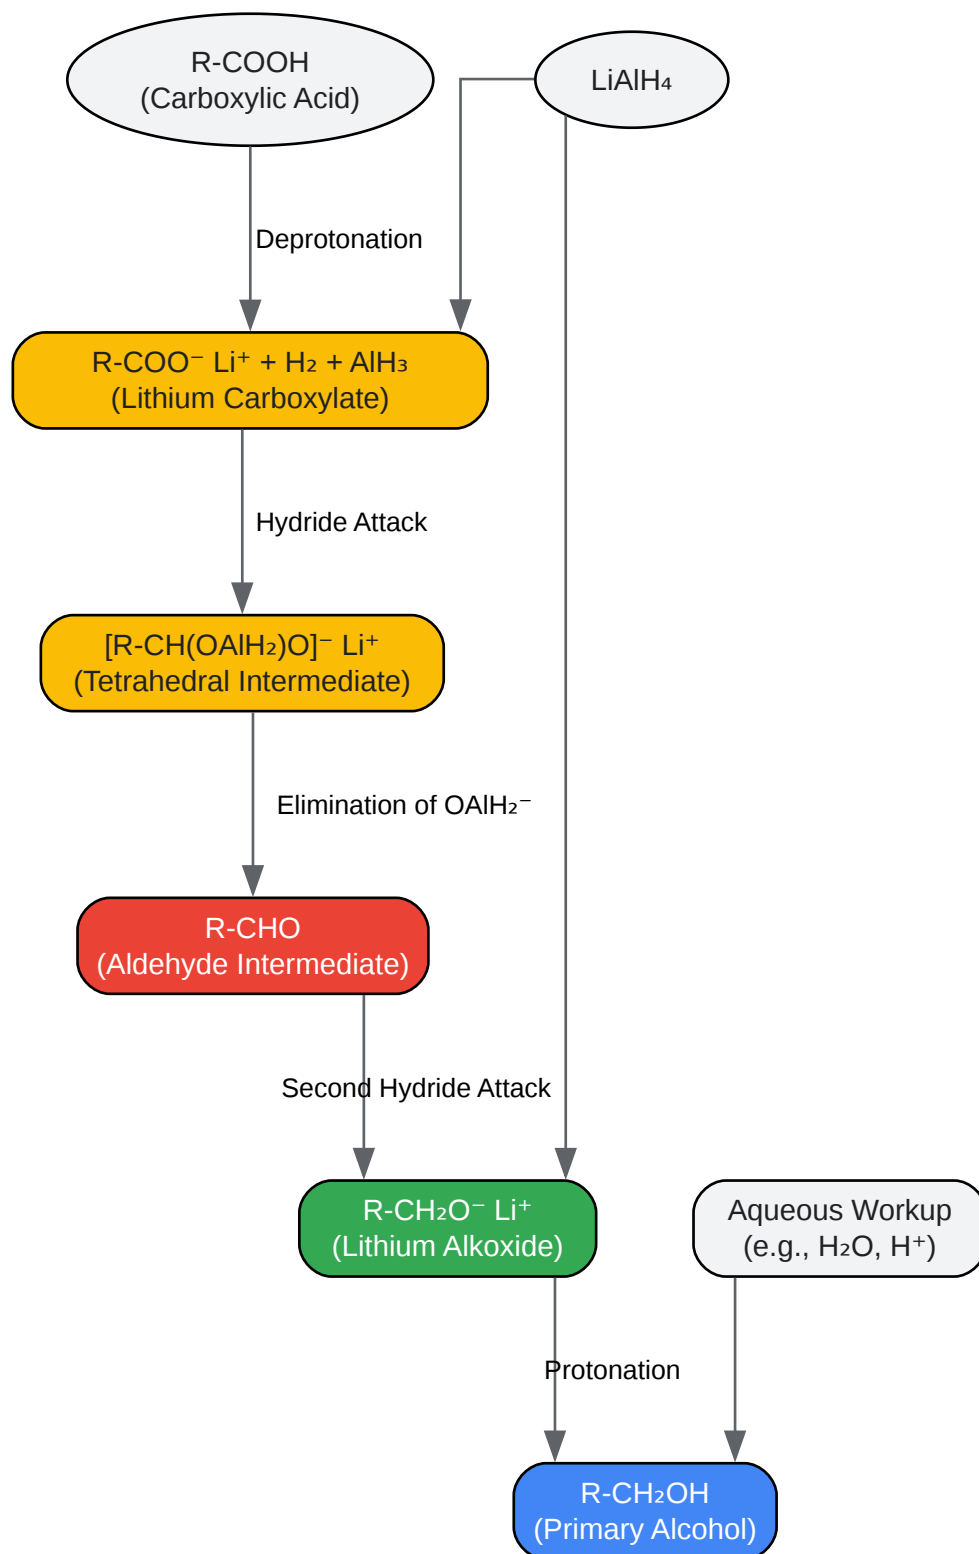 R-COOH
(Carboxylic Acid)
LiAlH₄
Deprotonation
R-COO⁻ Li⁺ + H₂ + AlH₃
(Lithium Carboxylate)
Hydride Attack
[R-CH(OAlH₂)O]⁻ Li⁺
(Tetrahedral Intermediate)
Elimination of OAlH₂⁻
R-CHO
(Aldehyde Intermediate)
Second Hydride Attack
R-CH₂O⁻ Li⁺
(Lithium Alkoxide)
Aqueous Workup
(e.g., H₂O, H⁺)
Protonation
R-CH₂OH
(Primary Alcohol)